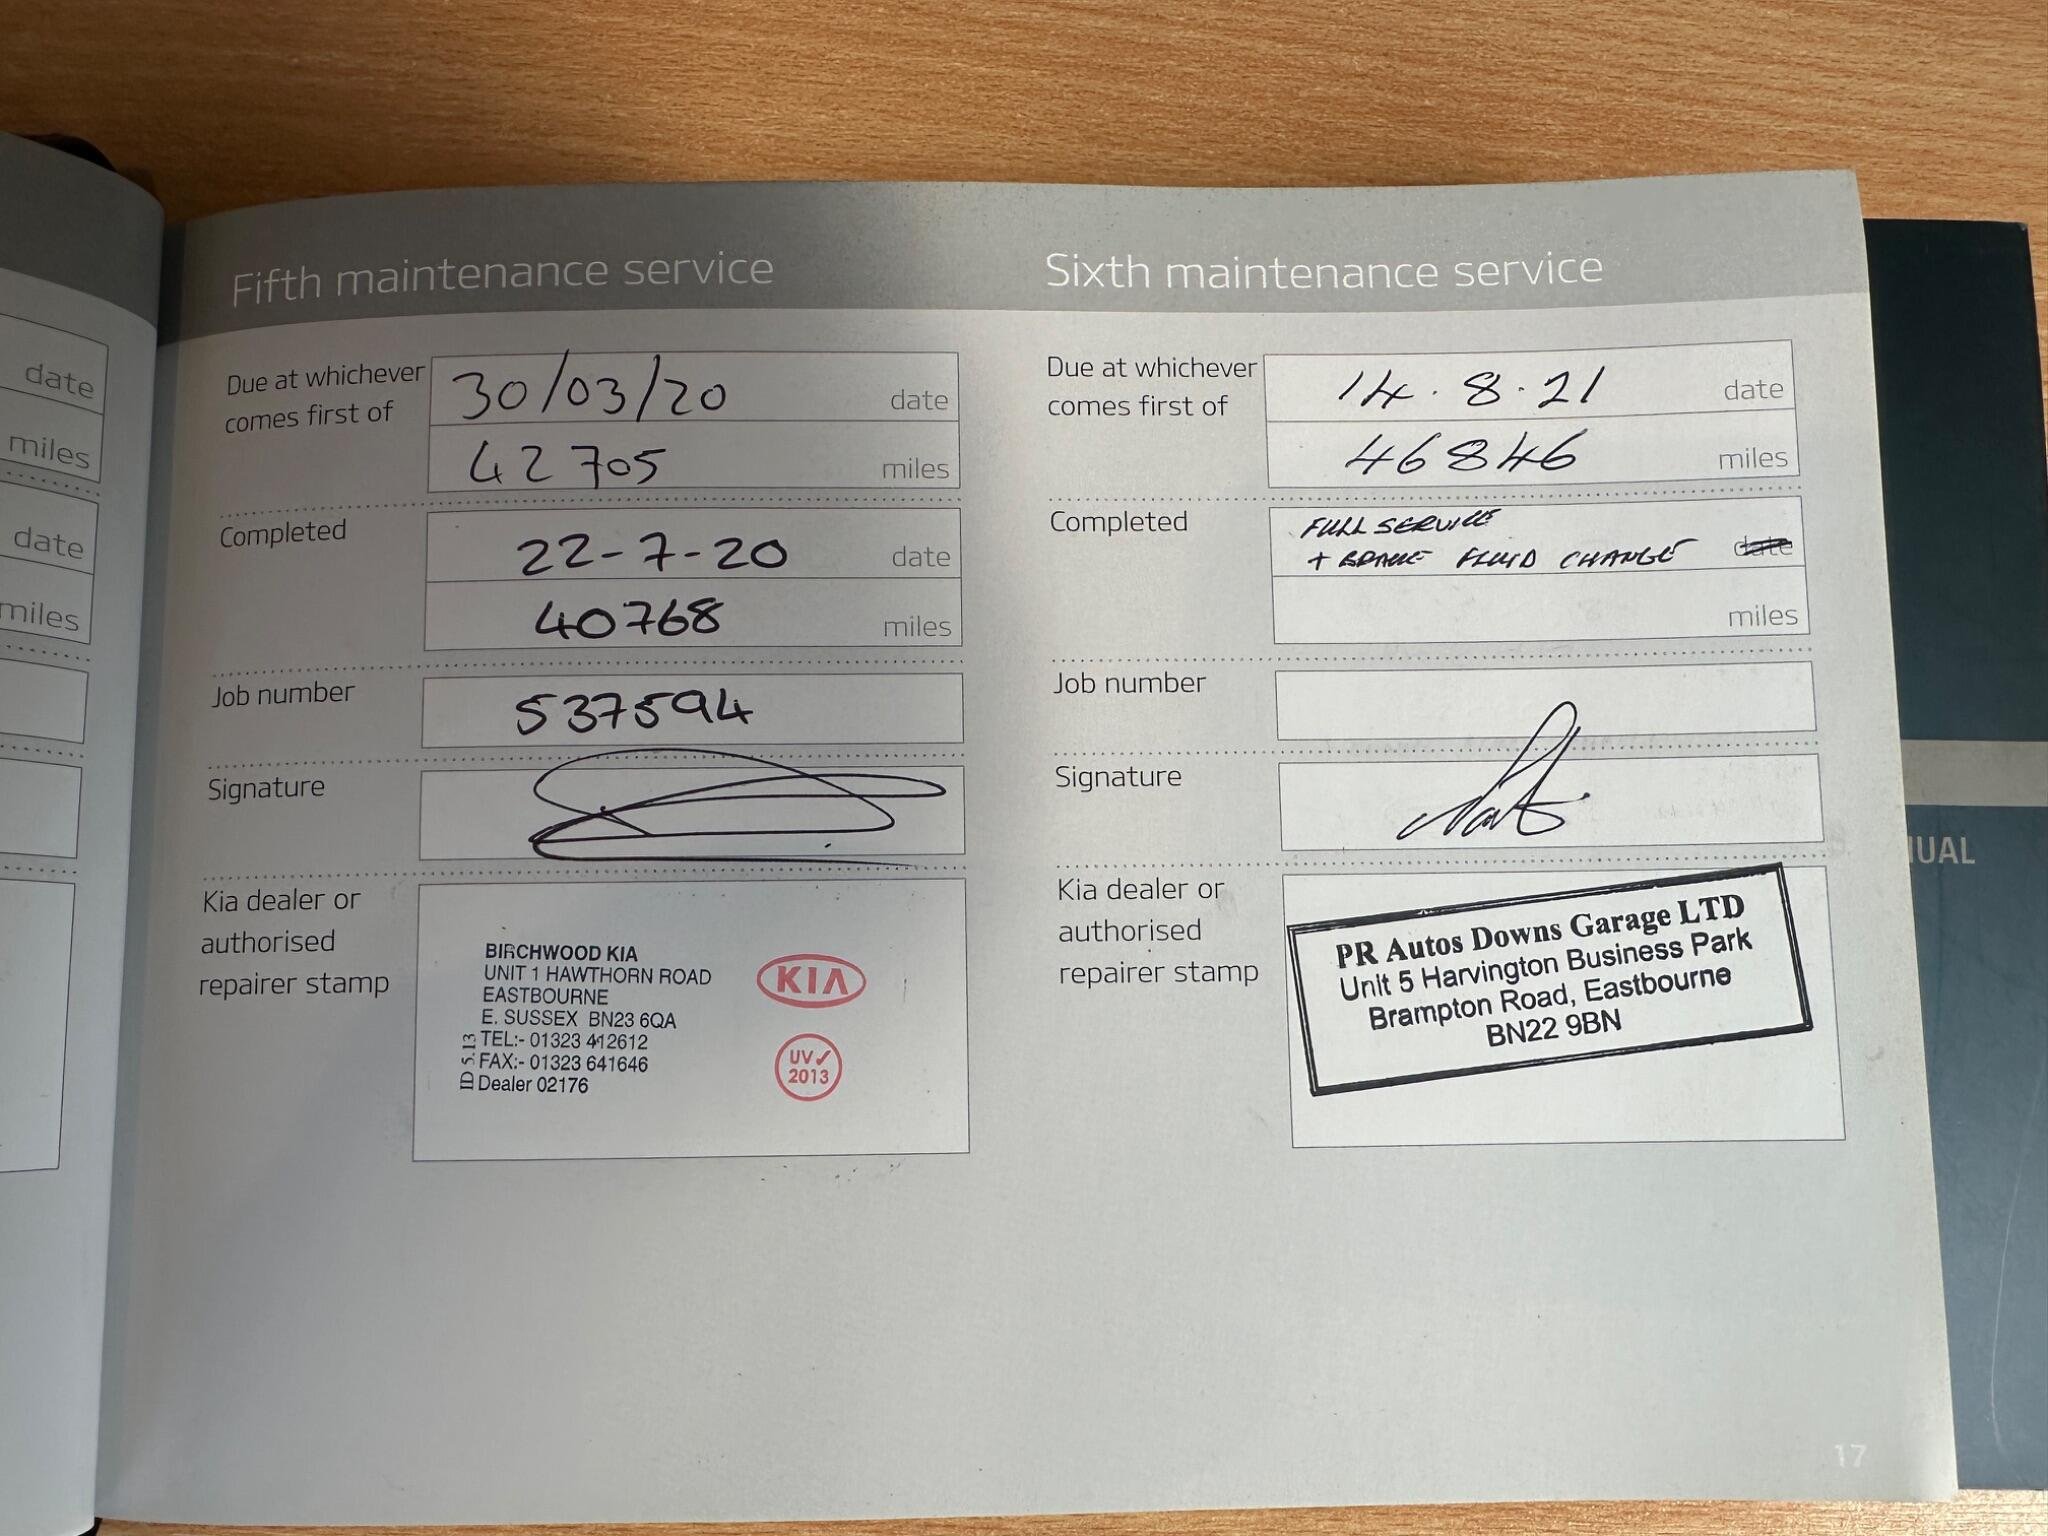 date
miles
date
miles
Fifth maintenance service
Due at whichever
comes first of
30/03/20 date
42705 miles
Completed
22-7-20 date
40768 miles
Job number
537594
Signature
Kia dealer or
authorised
repairer stamp
BIRCHWOOD KIA
UNIT 1 HAWTHORN ROAD
EASTBOURNE
E. SUSSEX BN23 6QA
TEL:- 01323 412612
FAX:- 01323 641646
Dealer 02176
ID 5.13
KIA
UV✓
2013
Sixth maintenance service
Due at whichever
comes first of
14.8.21 date
46846 miles
Completed
FULL SERVICE
+ BRAKE FLUID CHANGE date
miles
Job number
Signature
Kia dealer or
authorised
repairer stamp
PR Autos Downs Garage LTD
Unit 5 Harvington Business Park
Brampton Road, Eastbourne
BN22 9BN
17
UAL